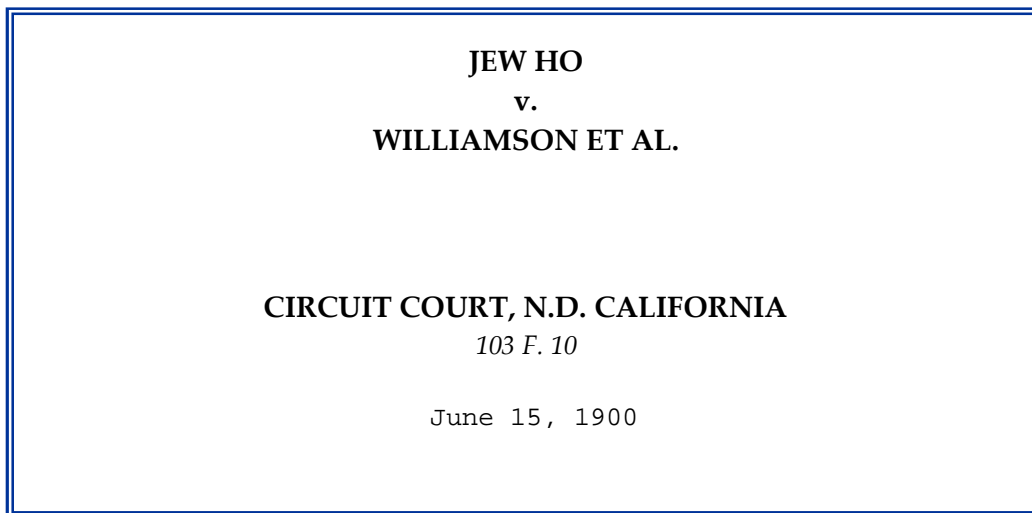 JEW HO
v.
WILLIAMSON ET AL.
CIRCUIT COURT, N.D. CALIFORNIA
103 F. 10
June 15, 1900